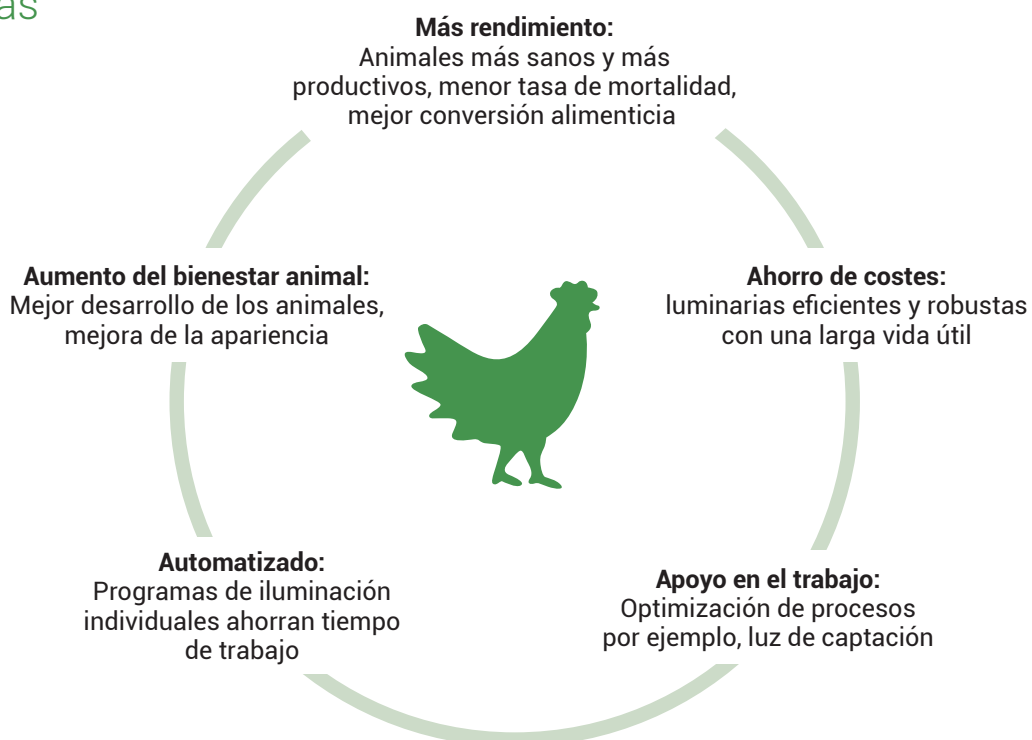 Más rendimiento:
Animales más sanos y más
productivos, menor tasa de mortalidad,
mejor conversión alimenticia
Aumento del bienestar animal:
Mejor desarrollo de los animales,
mejora de la apariencia
Ahorro de costes:
luminarias eficientes y robustas
con una larga vida útil
Automatizado:
Programas de iluminación
individuales ahorran tiempo
de trabajo
Apoyo en el trabajo:
Optimización de procesos
por ejemplo, luz de captación